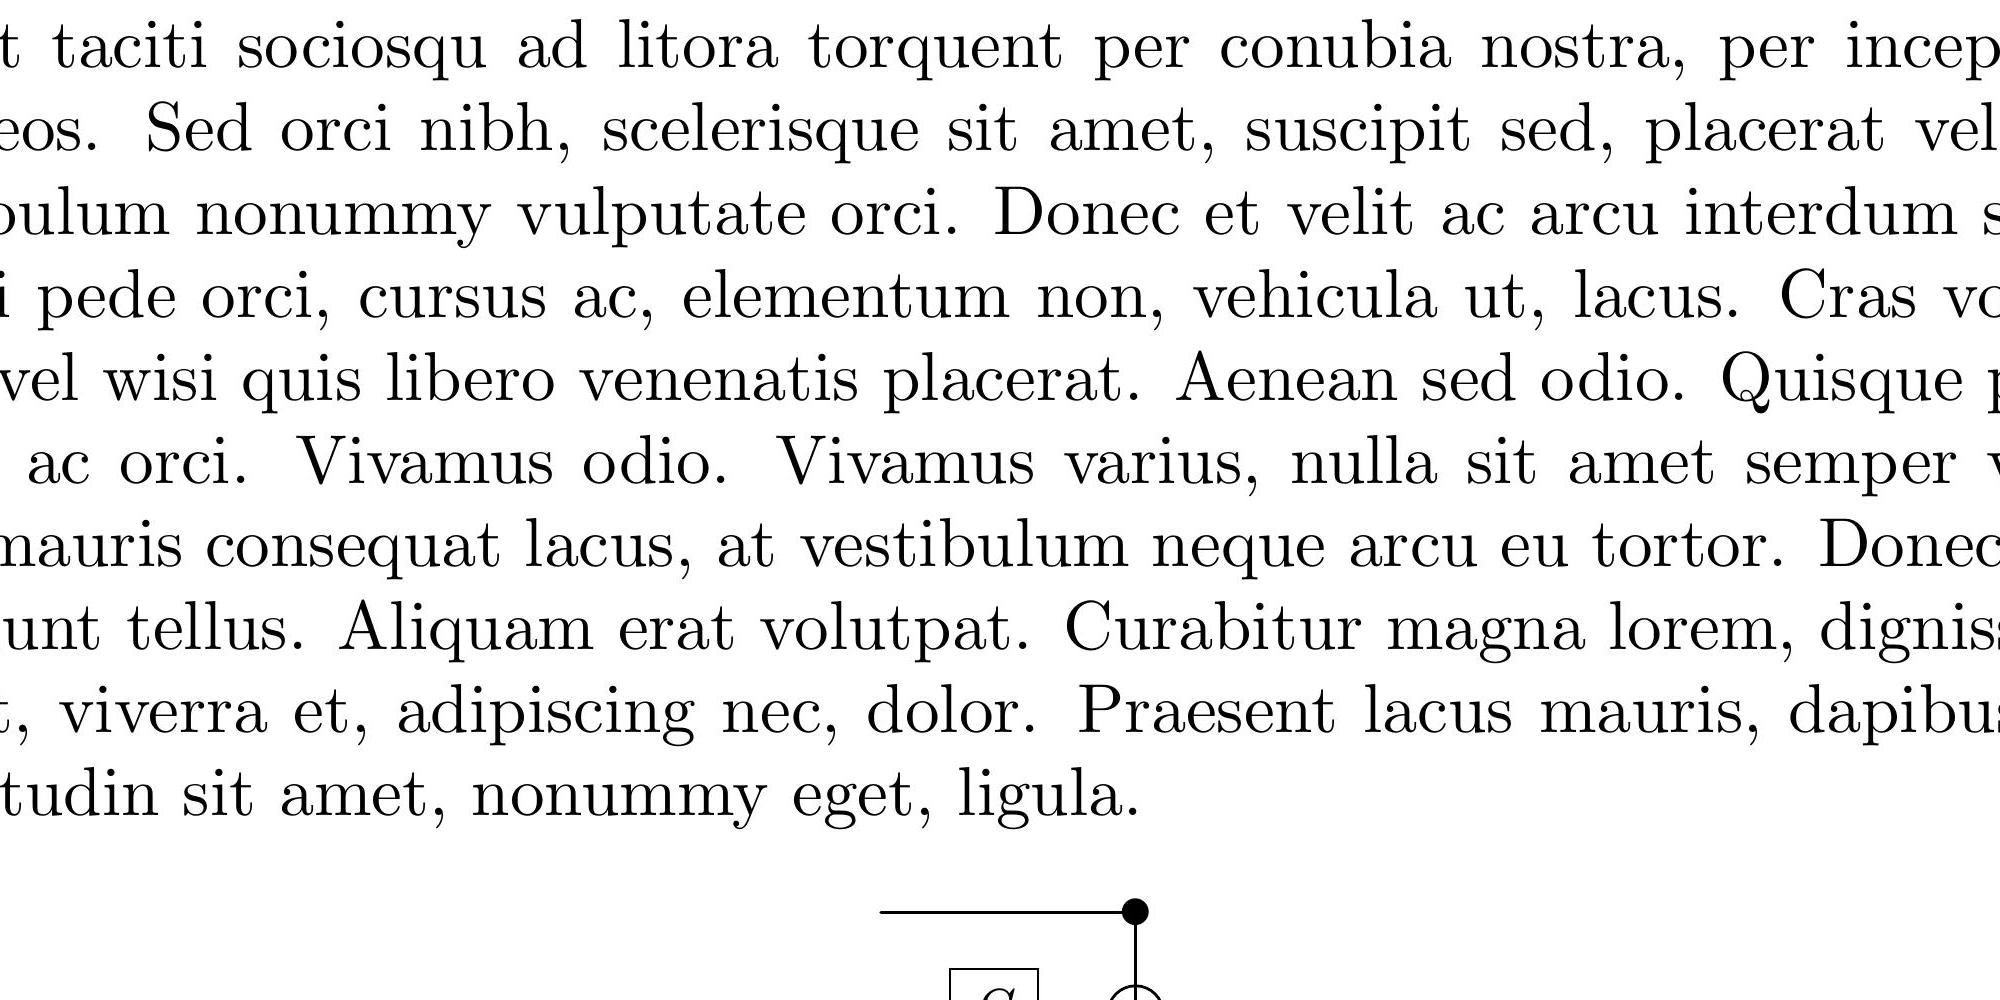 t taciti sociosqu ad litora torquent per conubia nostra, per incep
eos. Sed orci nibh, scelerisque sit amet, suscipit sed, placerat vel
bulum nonummy vulputate orci. Donec et velit ac arcu interdum s
i pede orci, cursus ac, elementum non, vehicula ut, lacus. Cras vo
vel wisi quis libero venenatis placerat. Aenean sed odio. Quisque p
ac orci. Vivamus odio. Vivamus varius, nulla sit amet semper v
mauris consequat lacus, at vestibulum neque arcu eu tortor. Donec
unt tellus. Aliquam erat volutpat. Curabitur magna lorem, digniss
t, viverra et, adipiscing nec, dolor. Praesent lacus mauris, dapibus
tudin sit amet, nonummy eget, ligula.